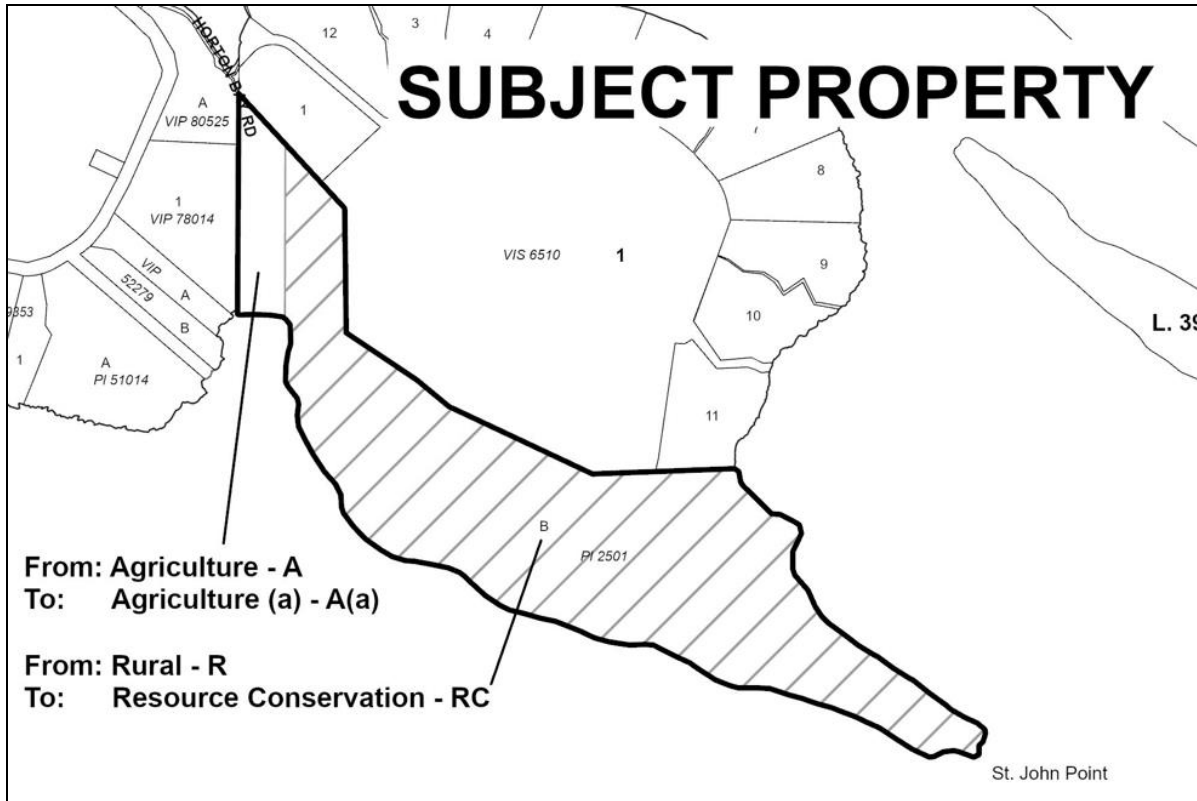 12
3
4
HORTON BAY RD
SUBJECT PROPERTY
A
VIP 80525
1
8
1
VIP 78014
VIS 6510
1
9
VIP
A
52279
B
10
L. 39
9353
1
A
PI 51014
11
B
PI 2501
From: Agriculture - A
To: Agriculture (a) - A(a)
From: Rural - R
To: Resource Conservation - RC
St. John Point